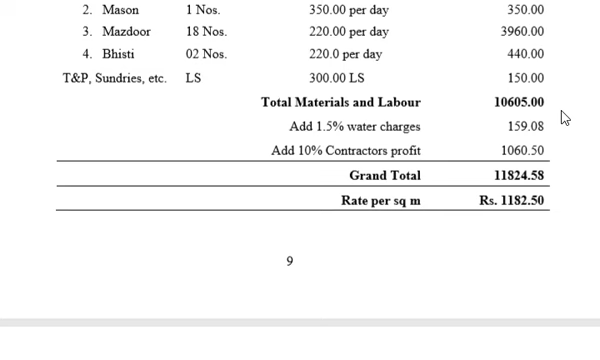 2. Mason 1 Nos. 350.00 per day 350.00
3. Mazdoor 18 Nos. 220.00 per day 3960.00
4. Bhisti 02 Nos. 220.0 per day 440.00
T&P, Sundries, etc. LS 300.00 LS 150.00
Total Materials and Labour 10605.00
Add 1.5% water charges 159.08
Add 10% Contractors profit 1060.50
Grand Total 11824.58
Rate per sq m Rs. 1182.50
9